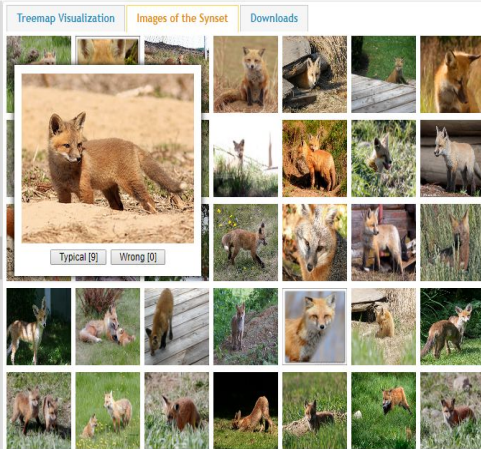 Treemap Visualization Images of the Synset Downloads
Typical [9] Wrong [0]